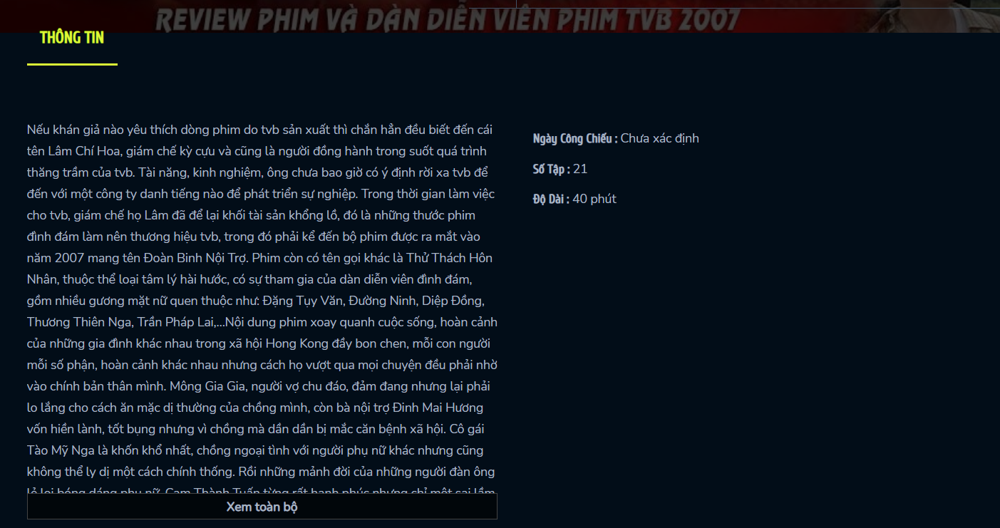 REVIEW PHIM VÀ DÀN DIỄN VIÊN PHIM TVB 2007
THÔNG TIN
Nếu khán giả nào yêu thích dòng phim do tvb sản xuất thì chắn hẳn đều biết đến cái
tên Lâm Chí Hoa, giám chế kỳ cựu và cũng là người đồng hành trong suốt quá trình
thăng trầm của tvb. Tài năng, kinh nghiệm, ông chưa bao giờ có ý định rời xa tvb để
đến với một công ty danh tiếng nào để phát triển sự nghiệp. Trong thời gian làm việc
cho tvb, giám chế họ Lâm đã để lại khối tài sản khổng lồ, đó là những thước phim
đình đám làm nên thương hiệu tvb, trong đó phải kể đến bộ phim được ra mắt vào
năm 2007 mang tên Đoàn Binh Nội Trợ. Phim còn có tên gọi khác là Thử Thách Hôn
Nhân, thuộc thể loại tâm lý hài hước, có sự tham gia của dàn diễn viên đình đám,
gồm nhiều gương mặt nữ quen thuộc như: Đặng Tụy Văn, Đường Ninh, Diệp Đồng,
Thương Thiên Nga, Trần Pháp Lai,...Nội dung phim xoay quanh cuộc sống, hoàn cảnh
của những gia đình khác nhau trong xã hội Hong Kong đầy bon chen, mỗi con người
mỗi số phận, hoàn cảnh khác nhau nhưng cách họ vượt qua mọi chuyện đều phải nhờ
vào chính bản thân mình. Mông Gia Gia, người vợ chu đáo, đảm đang nhưng lại phải
lo lắng cho cách ăn mặc dị thường của chồng mình, còn bà nội trợ Đinh Mai Hương
vốn hiền lành, tốt bụng nhưng vì chồng mà dần dần bị mắc căn bệnh xã hội. Cô gái
Tào Mỹ Nga là khốn khổ nhất, chồng ngoại tình với người phụ nữ khác nhưng cũng
không thể ly dị một cách chính thống. Rồi những mảnh đời của những người đàn ông
lẻ loi bóng dáng phụ nữ. Cam Thành Tuấn từng rất hạnh phúc nhưng chỉ một sai lầm
Xem toàn bộ
Ngày Công Chiếu : Chưa xác định
Số Tập : 21
Độ Dài : 40 phút